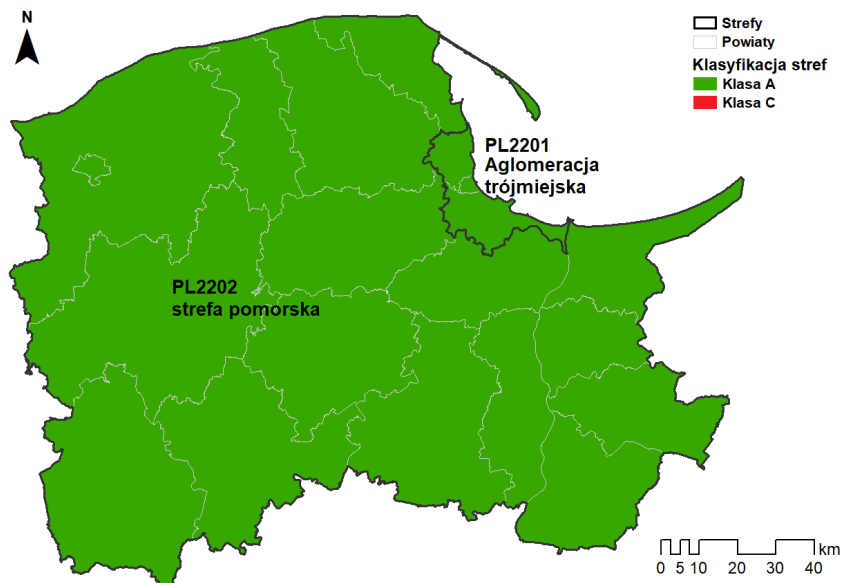 N
Strefy
Powiaty
Klasyfikacja stref
Klasa A
Klasa C
PL2201
Aglomeracja
trójmiejska
PL2202
strefa pomorska
km
0 5 10 20 30 40